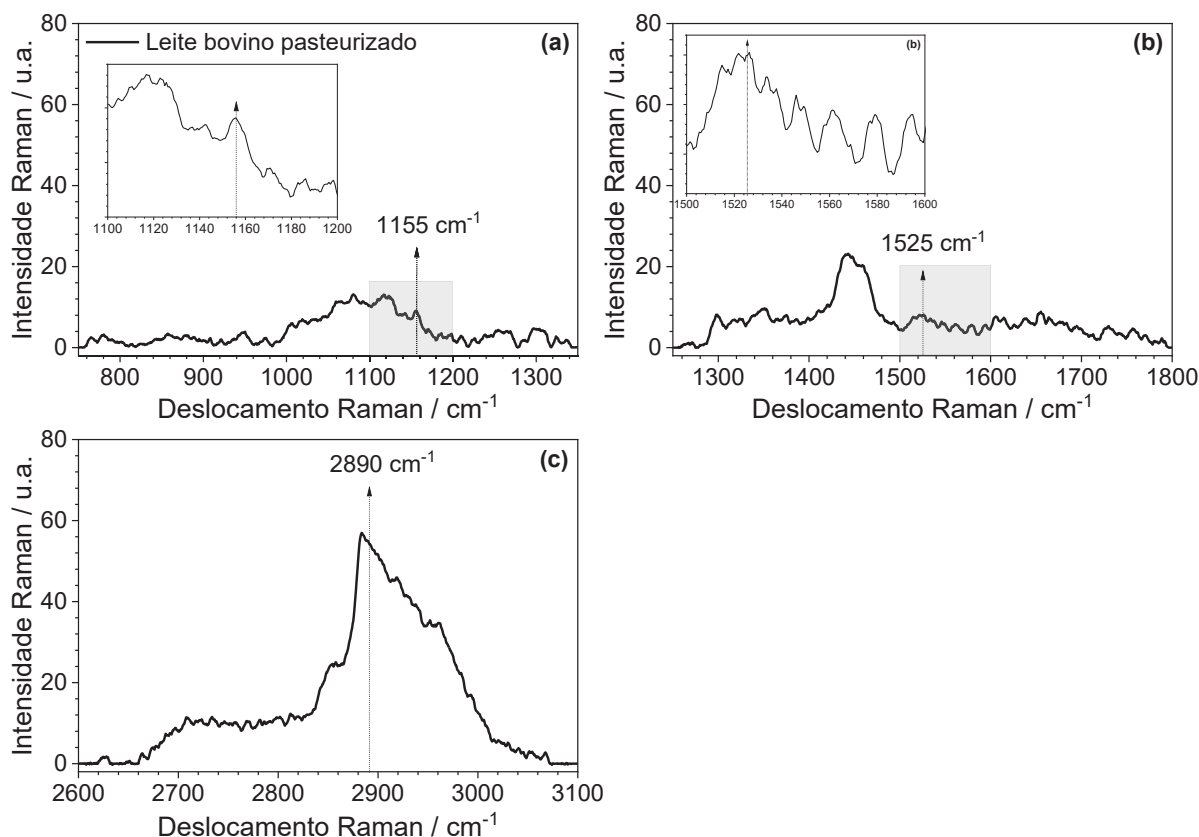 Leite bovino pasteurizado
(a)
Intensidade Raman / u.a.
80
60
40
20
0
1100 1120 1140 1160 1180 1200
1155 cm-1
800 900 1000 1100 1200 1300
Deslocamento Raman / cm-1
(b)
(b)
Intensidade Raman / u.a.
80
60
40
20
0
1500 1520 1540 1560 1580 1600
1525 cm-1
1300 1400 1500 1600 1700 1800
Deslocamento Raman / cm-1
(c)
2890 cm-1
Intensidade Raman / u.a.
80
60
40
20
0
2600 2700 2800 2900 3000 3100
Deslocamento Raman / cm-1